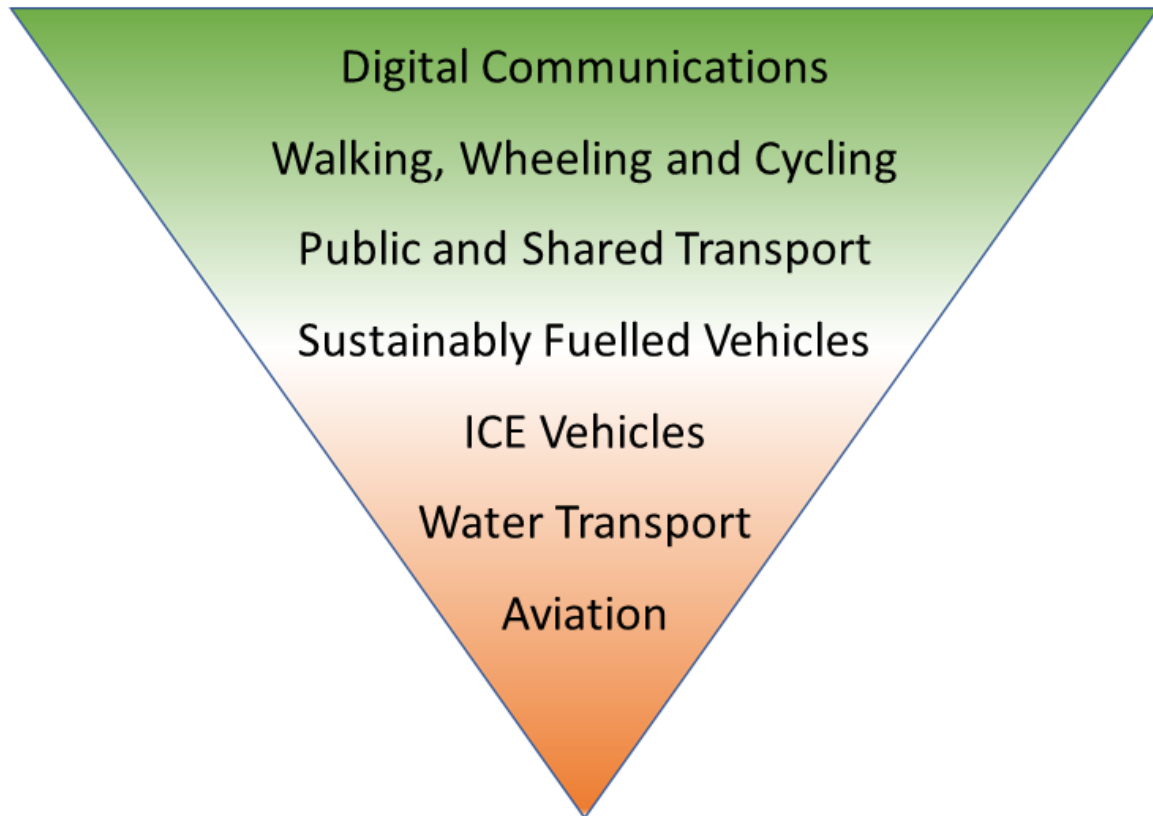 Digital Communications
Walking, Wheeling and Cycling
Public and Shared Transport
Sustainably Fuelled Vehicles
ICE Vehicles
Water Transport
Aviation